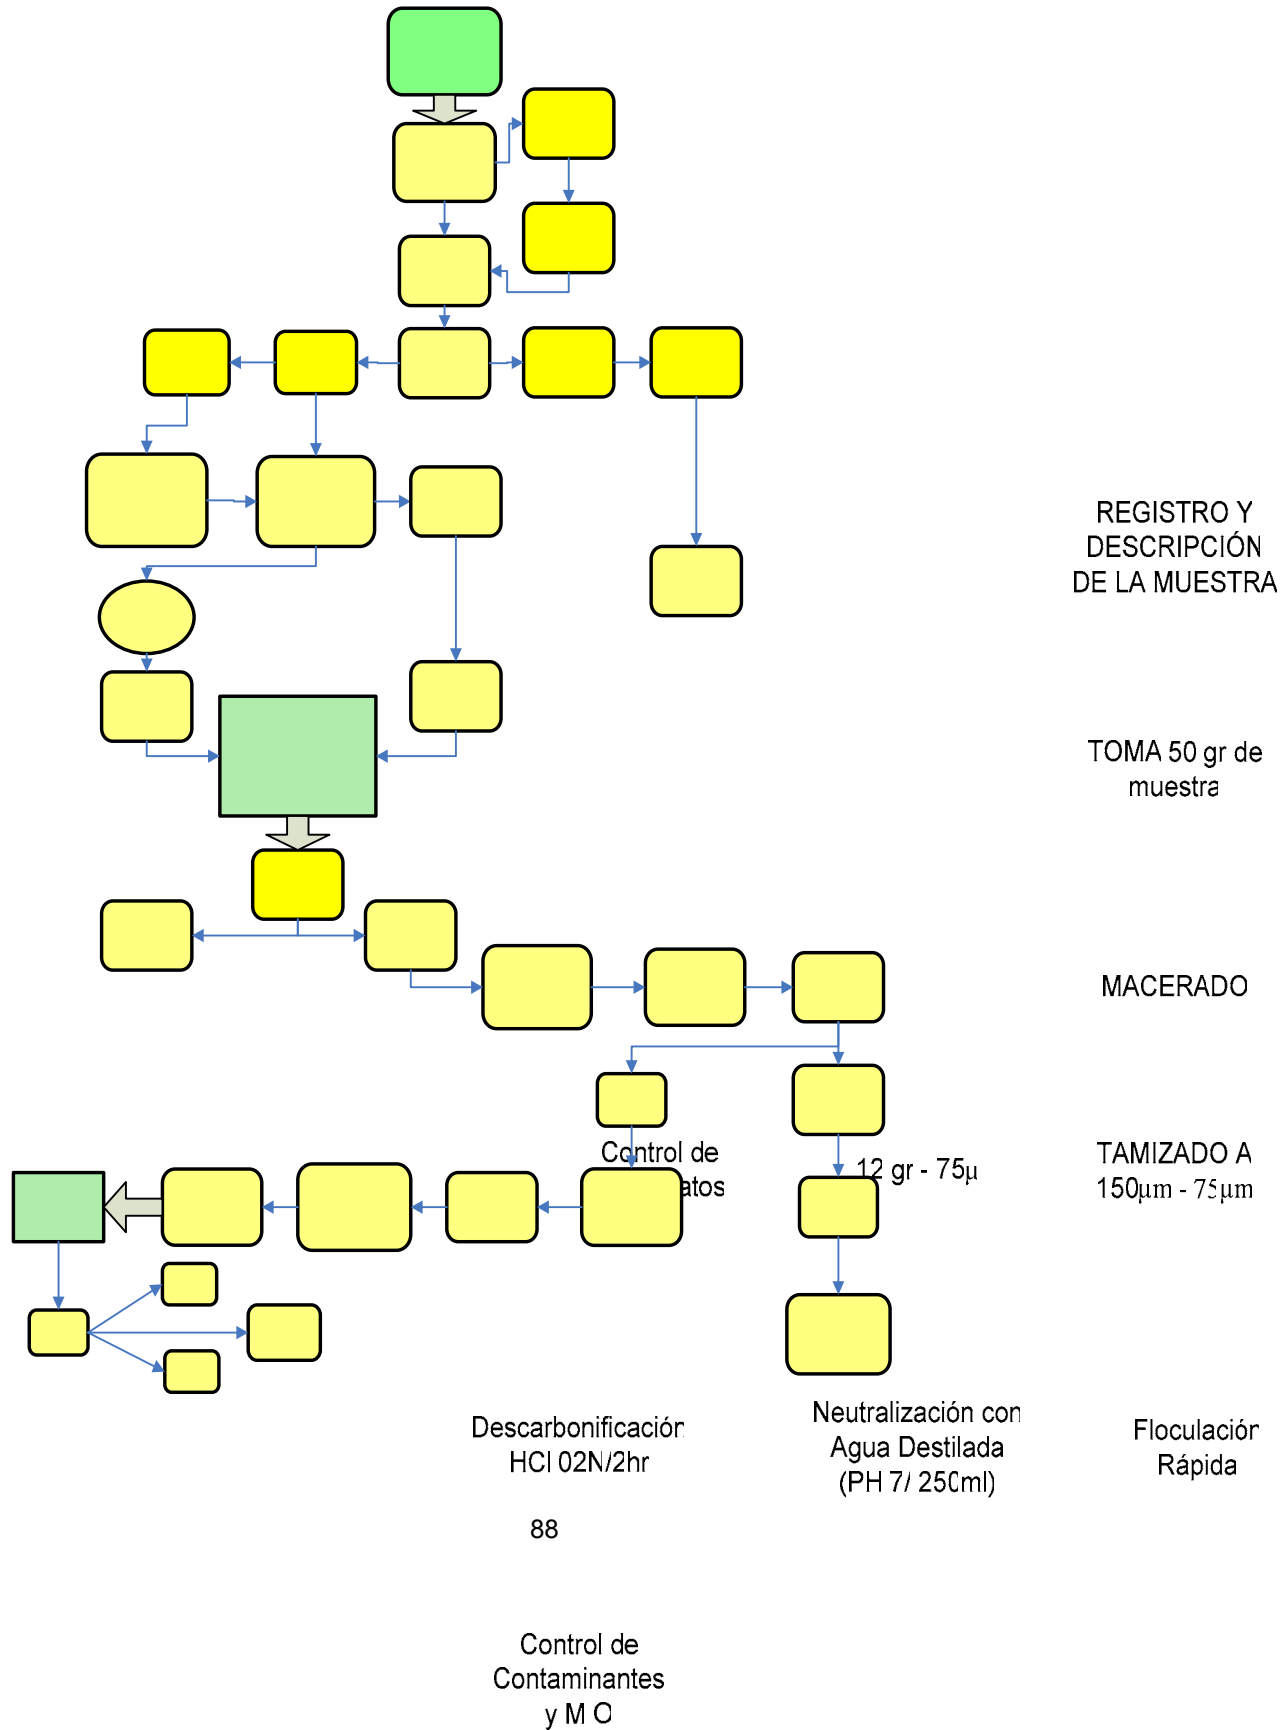 REGISTRO Y
DESCRIPCIÓN
DE LA MUESTRA
TOMA 50 gr de
muestra
MACERADO
Control de
atos
12 gr - 75µ
TAMIZADO A
150µm - 75µm
Descarbonificación
HCl 02N/2hr
Neutralización con
Agua Destilada
(PH 7/ 250ml)
Floculación
Rápida
88
Control de
Contaminantes
y M O